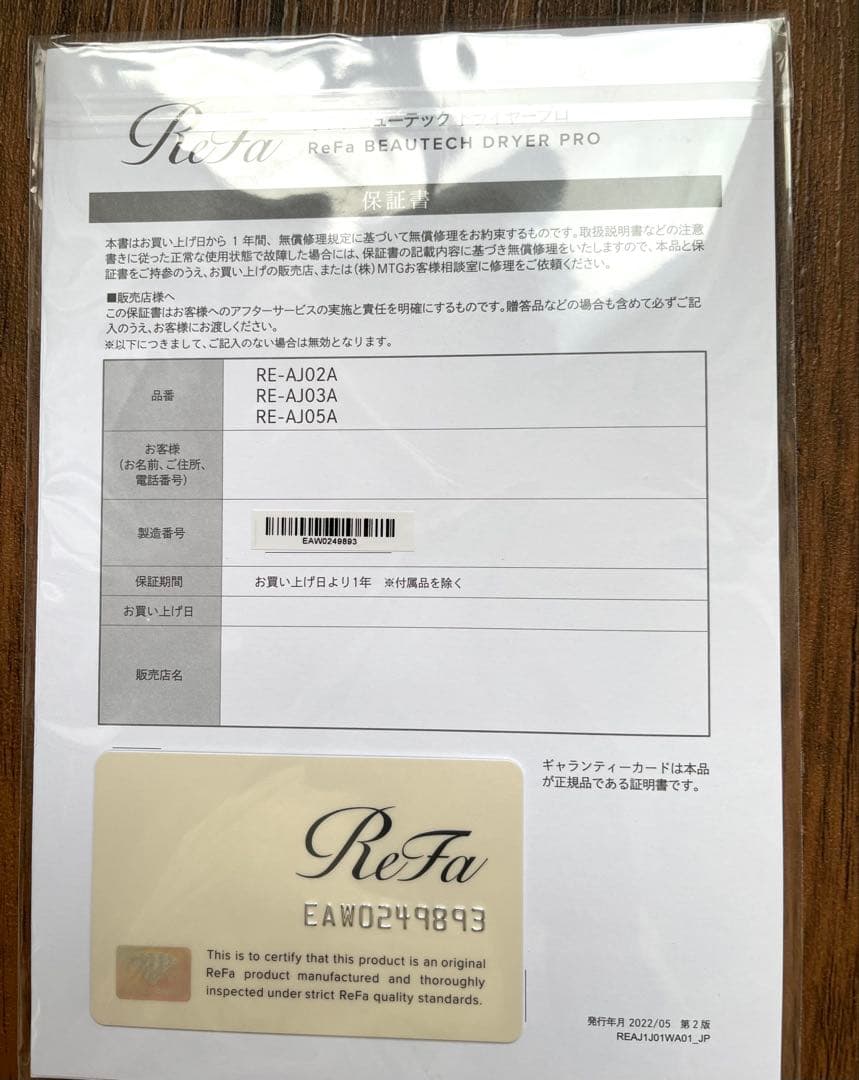 ReFa
ューテック ドライヤープロ
ReFa BEAUTECH DRYER PRO
保証書
本書はお買い上げ日から 1 年間、無償修理規定に基づいて無償修理をお約束するものです。取扱説明書などの注意
書きに従った正常な使用状態で故障した場合には、保証書の記載内容に基づき無償修理をいたしますので、本品と保
証書をご持参のうえ、お買い上げの販売店、または(株)MTGお客様相談室に修理をご依頼ください。
■販売店様へ
この保証書はお客様へのアフターサービスの実施と責任を明確にするものです。贈答品などの場合も含めて必ずご記
入のうえ、お客様にお渡しください。
※以下につきまして、ご記入のない場合は無効となります。
品番
RE-AJ02A
RE-AJ03A
RE-AJ05A
お客様
(お名前、ご住所、
電話番号)
製造番号
EAW0249893
保証期間
お買い上げ日より1年 ※付属品を除く
お買い上げ日
販売店名
ギャランティーカードは本品
が正規品である証明書です。
ReFa
EAW0249893
This is to certify that this product is an original
ReFa product manufactured and thoroughly
inspected under strict ReFa quality standards.
発行年月 2022/05 第2版
REAJ1J01WA01_JP